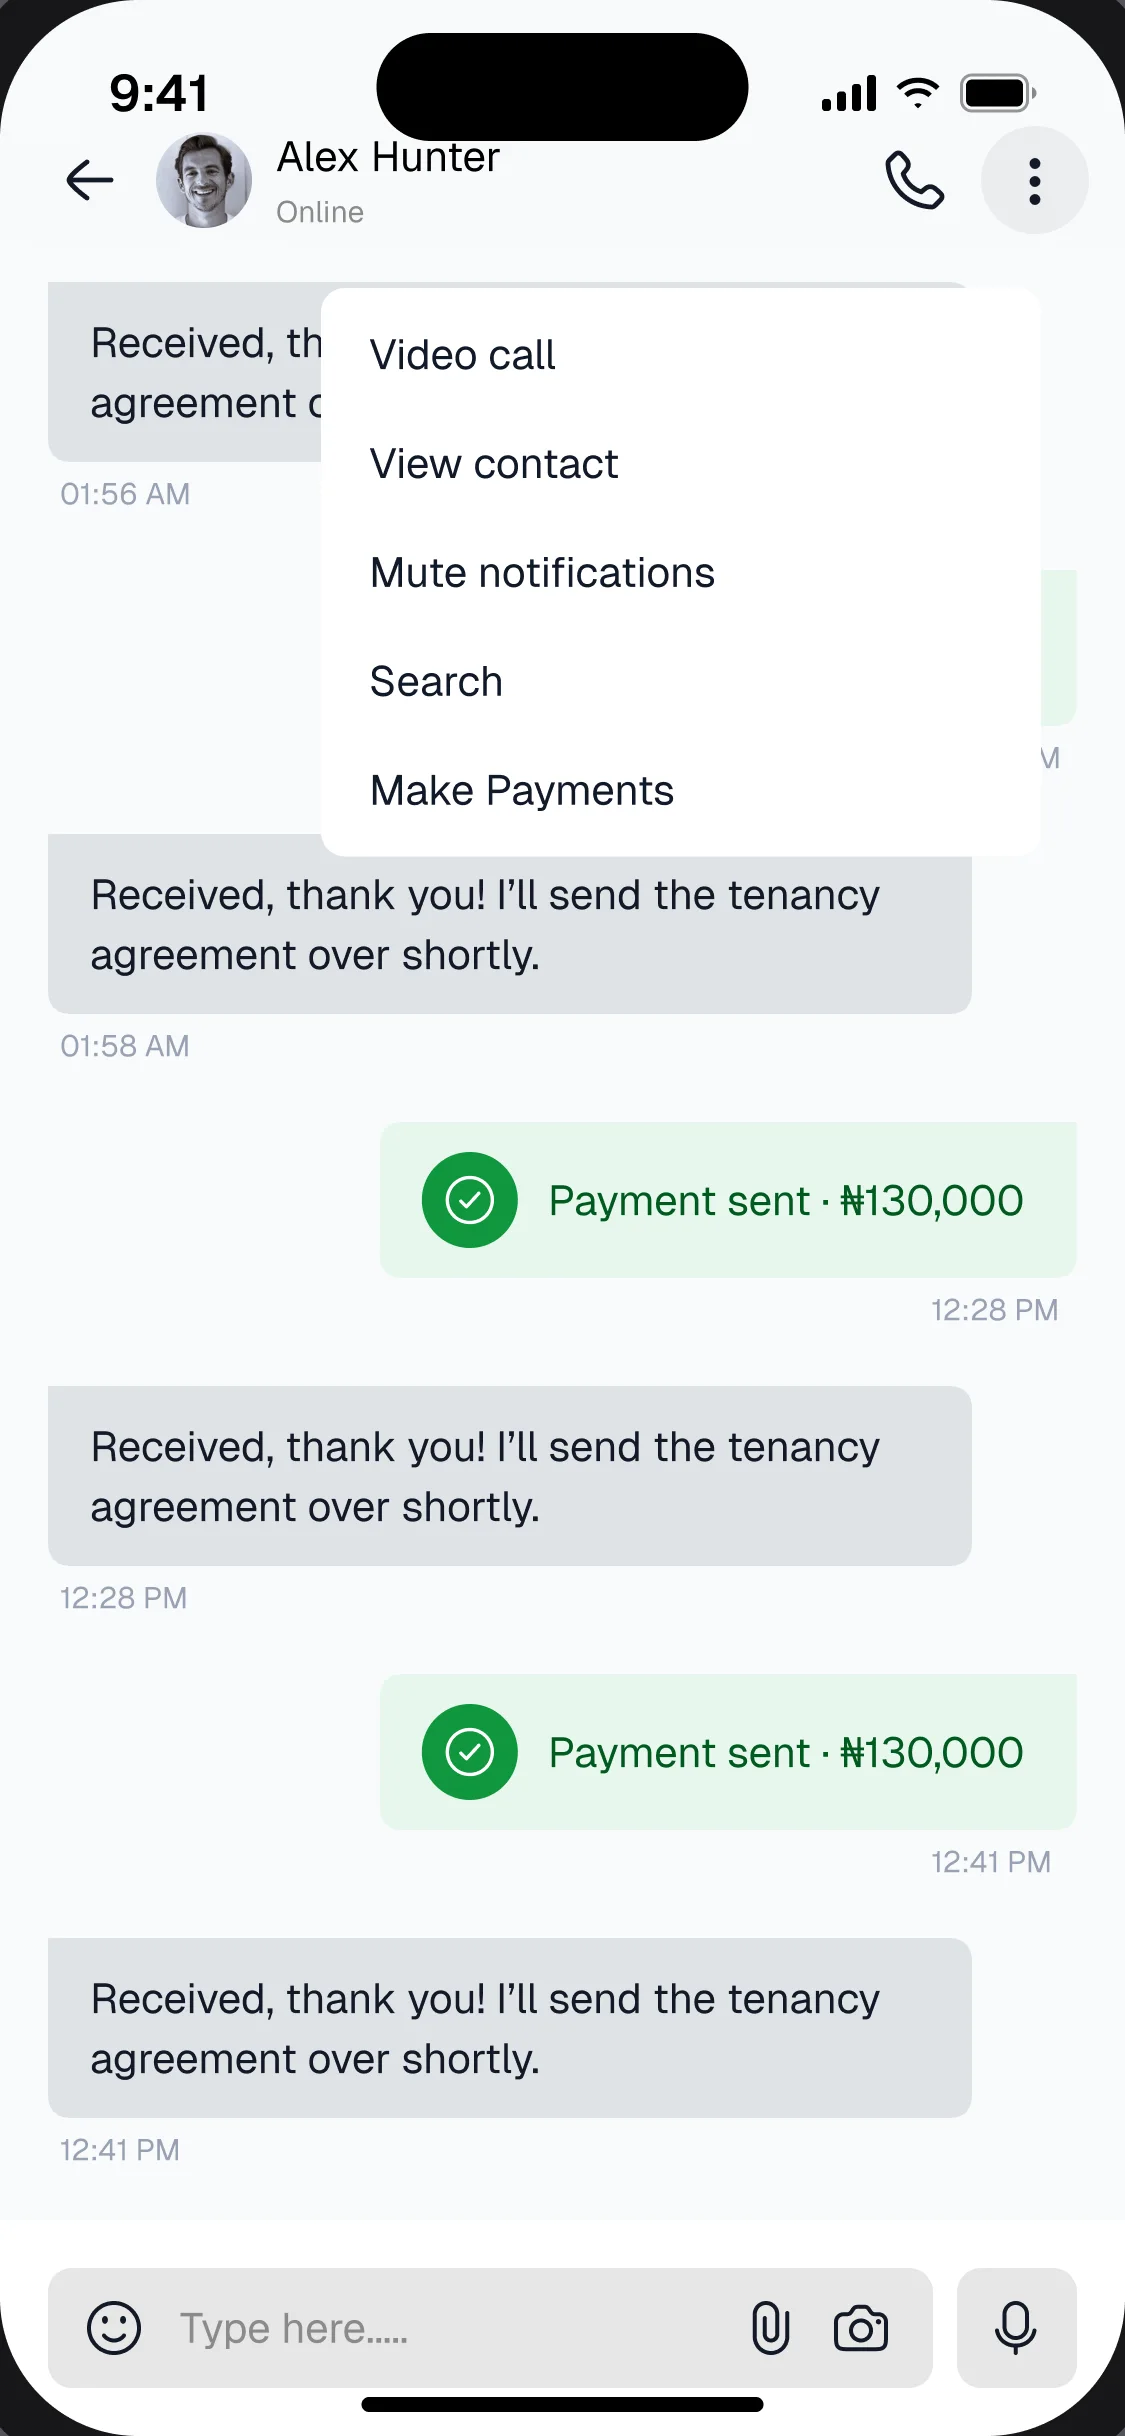 9:41
Alex Hunter
Online
Received, th
agreement
01:56 AM
Video call
View contact
Mute notifications
Search
Make Payments
M
Received, thank you! I’ll send the tenancy
agreement over shortly.
01:58 AM
Payment sent · ₦130,000
12:28 PM
Received, thank you! I’ll send the tenancy
agreement over shortly.
12:28 PM
Payment sent · ₦130,000
12:41 PM
Received, thank you! I’ll send the tenancy
agreement over shortly.
12:41 PM
Type here.....